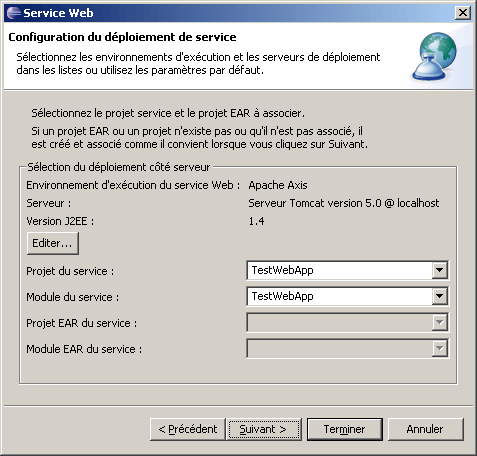 Service Web
Configuration du déploiement de service
Sélectionnez les environnements d'exécution et les serveurs de déploiement
dans les listes ou utilisez les paramètres par défaut.
Sélectionnez le projet service et le projet EAR à associer.
Si un projet EAR ou un projet n'existe pas ou qu'il n'est pas associé, il
est créé et associé comme il convient lorsque vous cliquez sur Suivant.
Sélection du déploiement côté serveur
Environnement d'exécution du service Web : Apache Axis
Serveur : Serveur Tomcat version 5.0 @ localhost
Version J2EE : 1.4
Editer...
Projet du service : TestWebApp
Module du service : TestWebApp
Projet EAR du service :
Module EAR du service :
< Précédent Suivant > Terminer Annuler